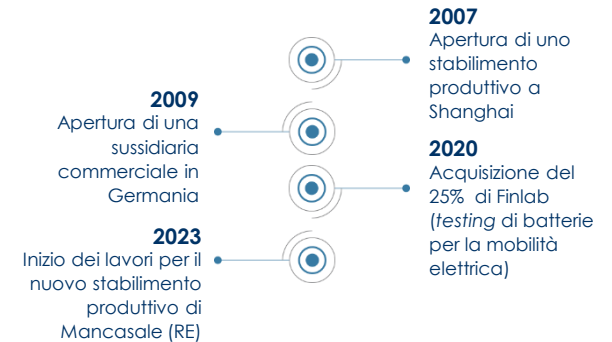 2007
Apertura di uno
stabilimento
produttivo a
Shanghai
2009
Apertura di una
sussidiaria
commerciale in
Germania
2020
Acquisizione del
25% di Finlab
(testing di batterie
per la mobilità
elettrica)
2023
Inizio dei lavori per il
nuovo stabilimento
produttivo di
Mancasale (RE)